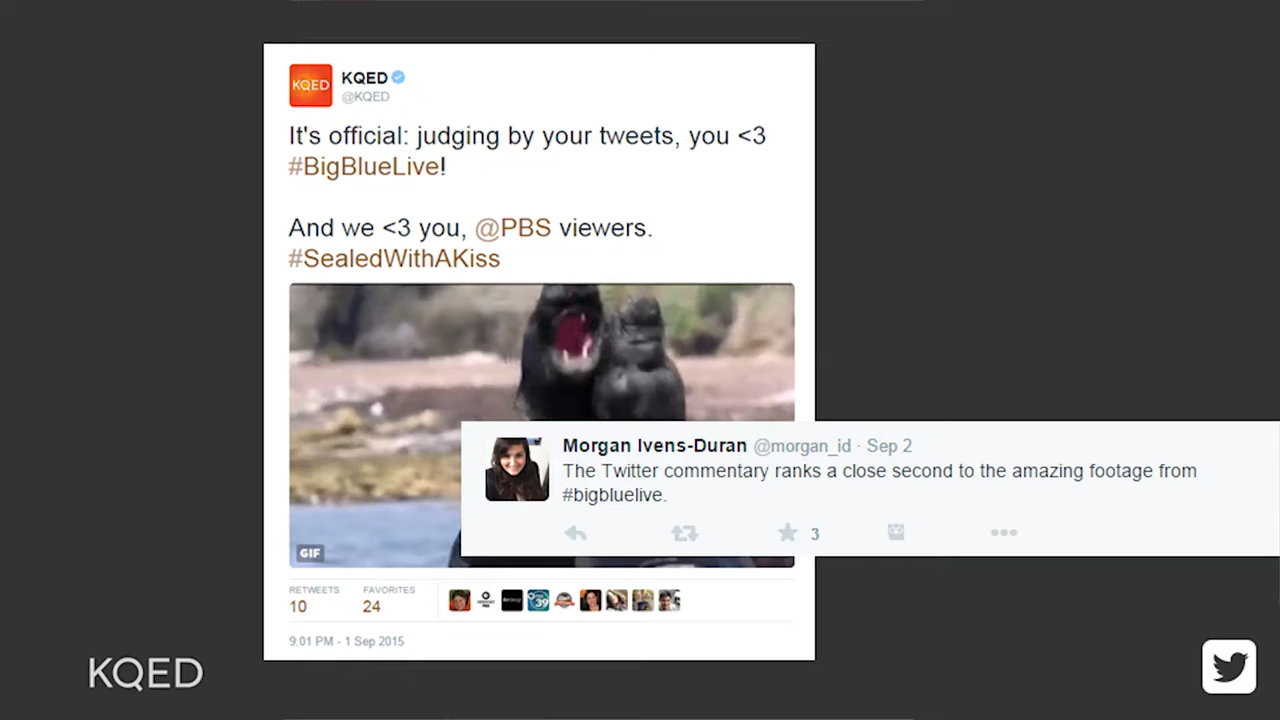 KQED
KQED
@KQED
It's official: judging by your tweets, you <3
#BigBlueLive!
And we <3 you, @PBS viewers.
#SealedWithAKiss
GIF
Morgan Ivens-Duran @morgan_id · Sep 2
The Twitter commentary ranks a close second to the amazing footage from
#bigbluelive.
3
RETWEETS
10
FAVORITES
24
39
9:01 PM - 1 Sep 2015
KQED